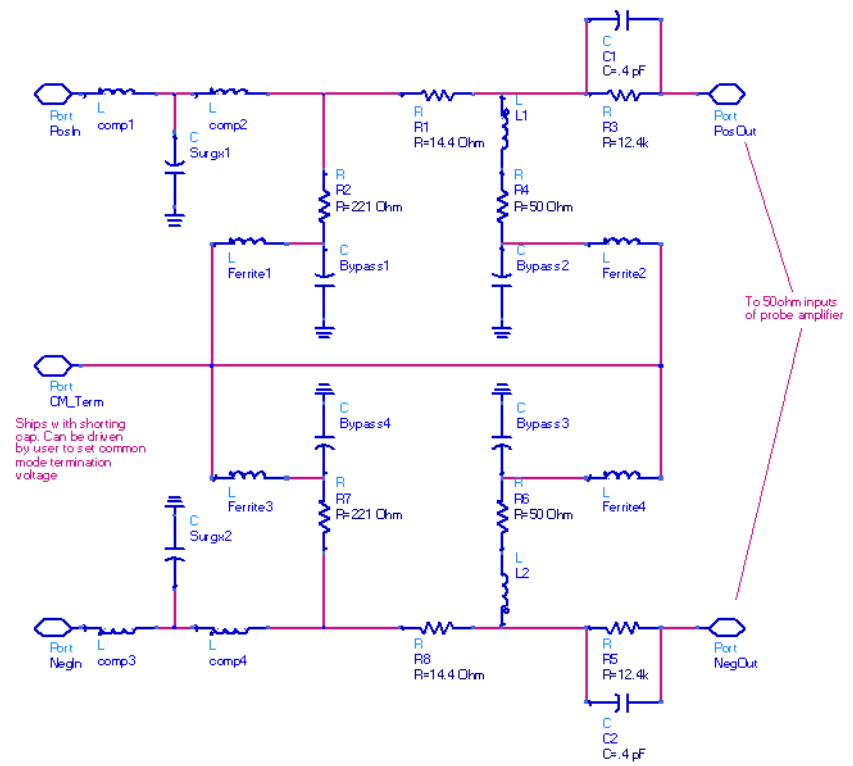 C
C1
C=.4 pF
Port
PosIn
L
comp1
L
comp2
R
R1
R=14.4 Ohm
L
L1
R
R3
R=12.4k
Port
PosOut
C
Surgx1
R
R2
R=221 Ohm
R
R4
R=50 Ohm
L
Ferrite1
C
Bypass1
C
Bypass2
L
Ferrite2
To 50ohm inputs
of probe amplifier
Port
CM_Term
Ships with shorting
cap. Can be driven
by user to set common
mode termination
voltage
C
Bypass4
C
Bypass3
L
Ferrite3
R
R7
R=221 Ohm
R
R6
R=50 Ohm
L
Ferrite4
C
Surgx2
L
L2
Port
NegIn
L
comp3
L
comp4
R
R8
R=14.4 Ohm
R
R5
R=12.4k
Port
NegOut
C
C2
C=.4 pF